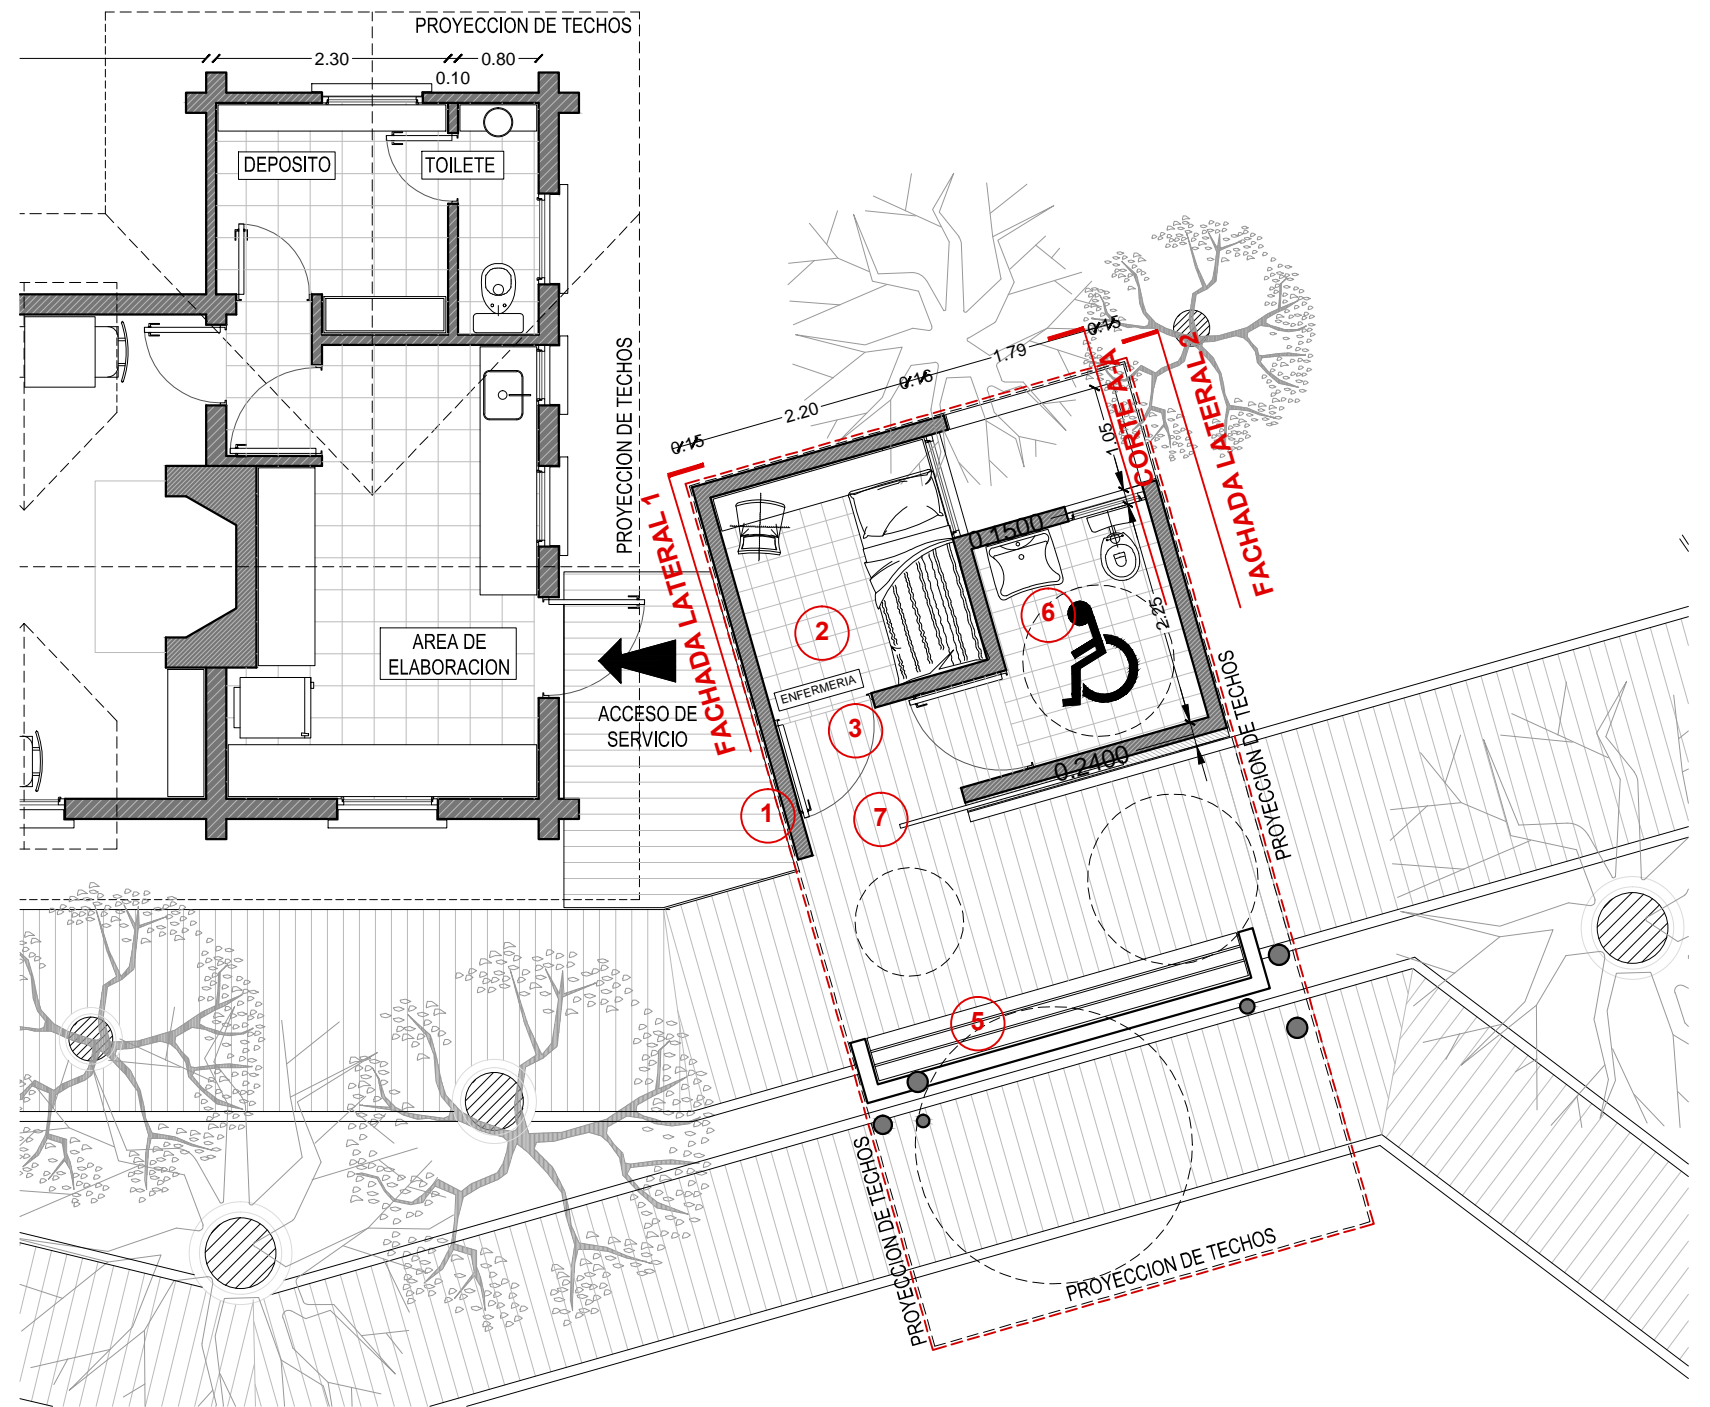 PROYECCION DE TECHOS
2.30
0.80
0.10
DEPOSITO
TOILETE
PROYECCION DE TECHOS
0.15
2.20
0.16
1.79
0.15
CORTE A-A
FACHADA LATERAL 2
1.05
FACHADA LATERAL 1
0.1500
2.25
2
6
ENFERMERIA
AREA DE
ELABORACION
ACCESO DE
SERVICIO
3
0.2400
1
7
PROYECCION DE TECHOS
5
PROYECCION DE TECHOS
PROYECCION DE TECHOS